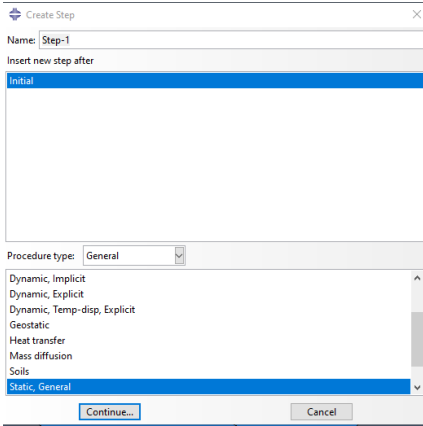 Create Step
Name: Step-1
Insert new step after
Initial
Procedure type: General
Dynamic, Implicit
Dynamic, Explicit
Dynamic, Temp-disp, Explicit
Geostatic
Heat transfer
Mass diffusion
Soils
Static, General
Continue... Cancel